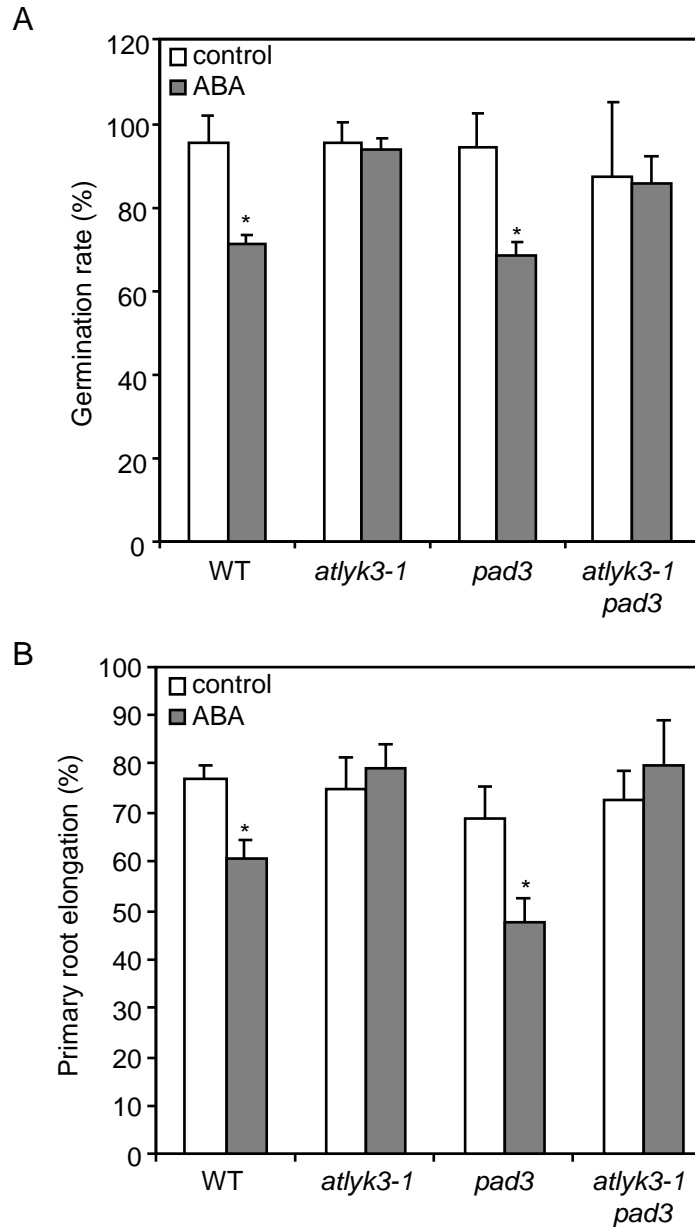 A
120
100
80
60
40
20
0
Germination rate (%)
control
ABA
*
*
WT
atlyk3-1
pad3
atlyk3-1
pad3
B
100
90
80
70
60
50
40
30
20
10
0
Primary root elongation (%)
control
ABA
*
*
WT
atlyk3-1
pad3
atlyk3-1
pad3